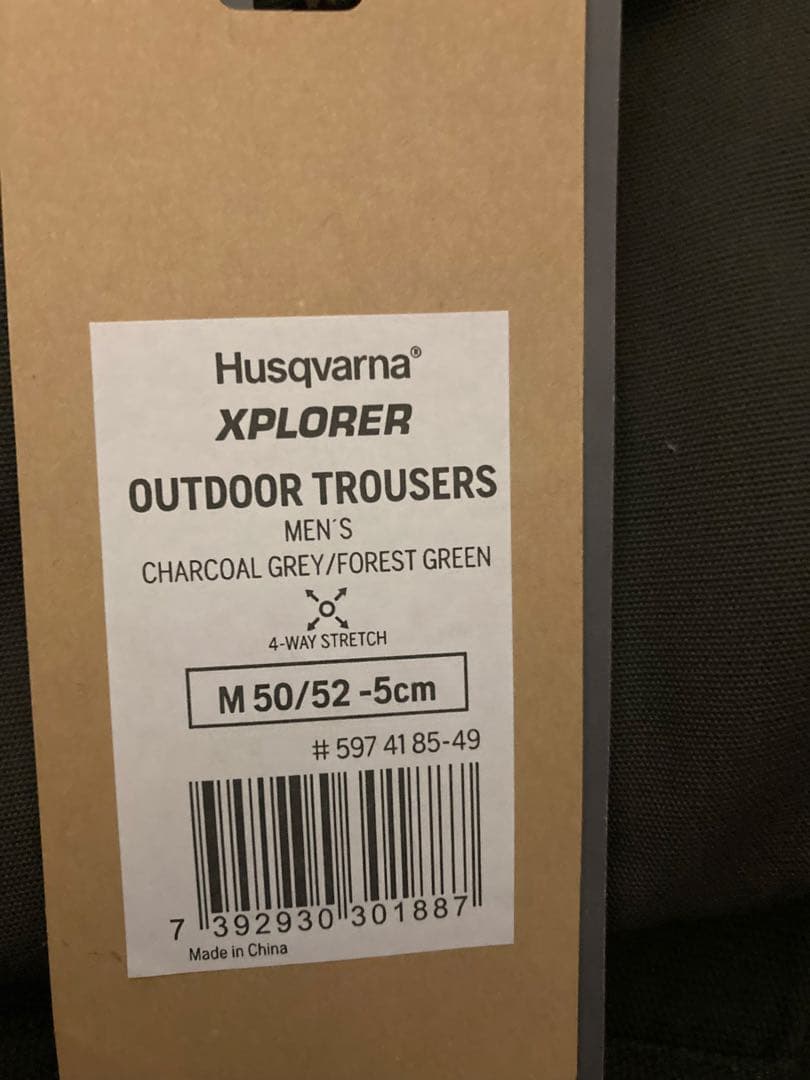 Husqvarna®
XPLORER
OUTDOOR TROUSERS
MEN´S
CHARCOAL GREY/FOREST GREEN
4-WAY STRETCH
M 50/52 -5cm
# 597 41 85-49
7 392930 301887
Made in China